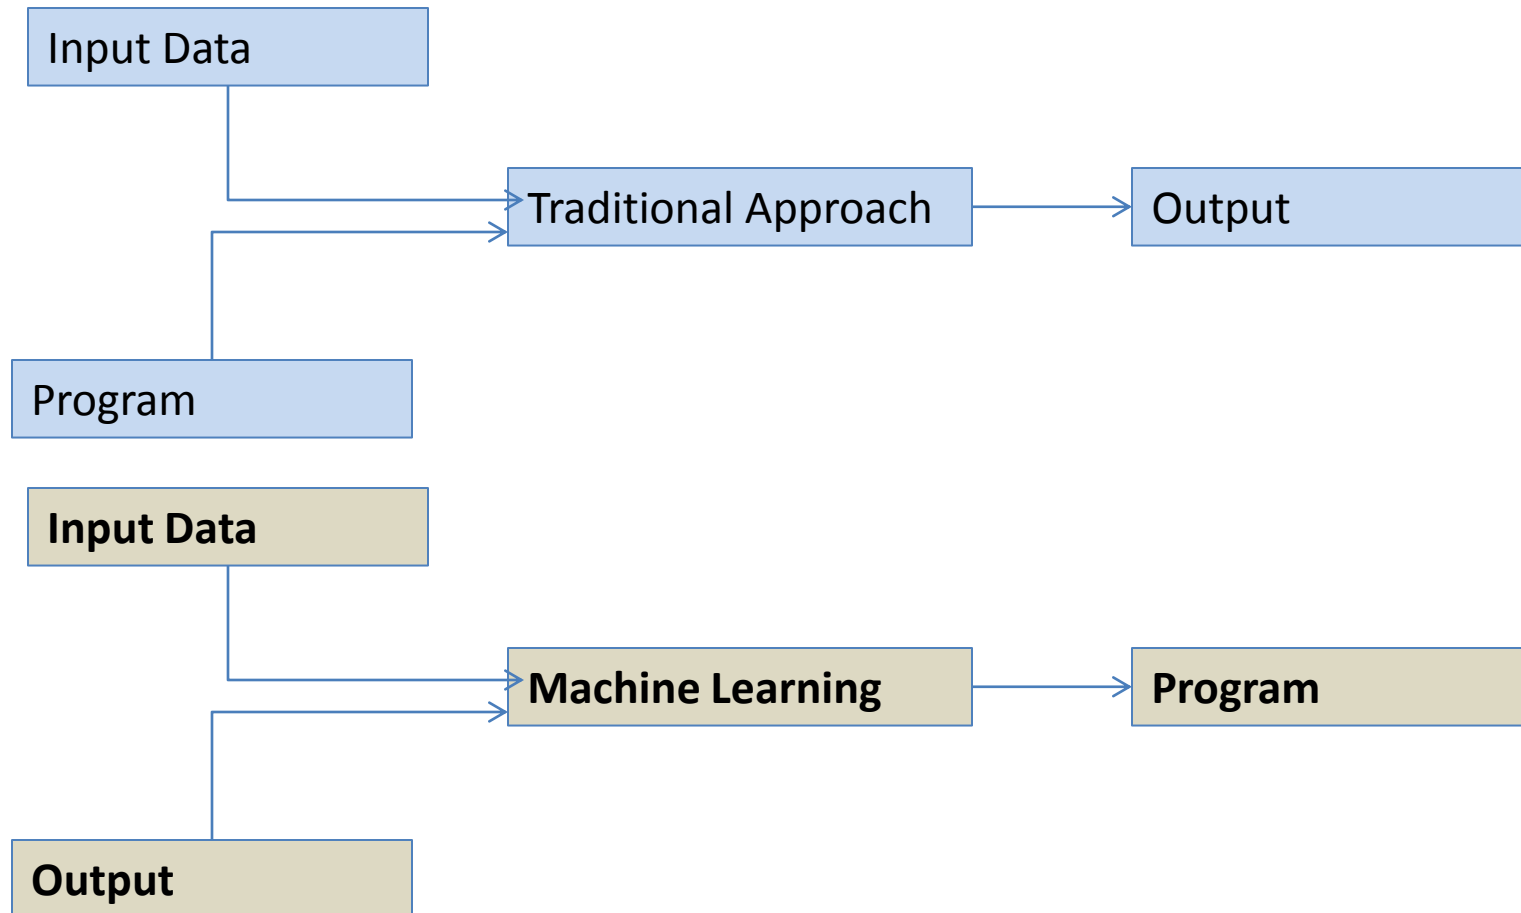 Input Data
Traditional Approach
Output
Program
Input Data
Machine Learning
Program
Output